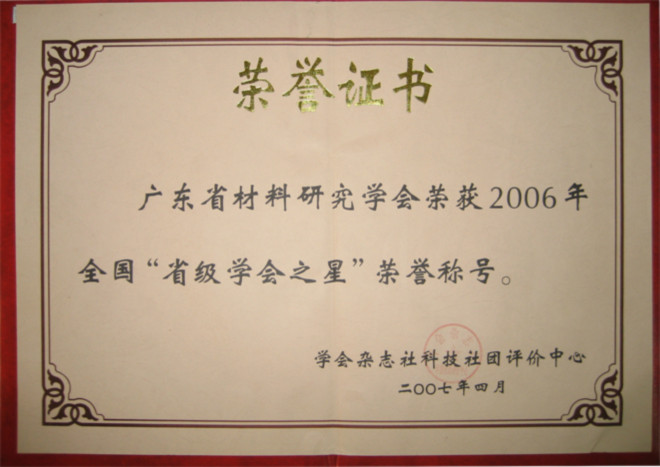 荣誉证书
广东省材料研究学会荣获2006年
全国“省级学会之星”荣誉称号。
学会杂志社科技社团评价中心
二〇〇七年四月